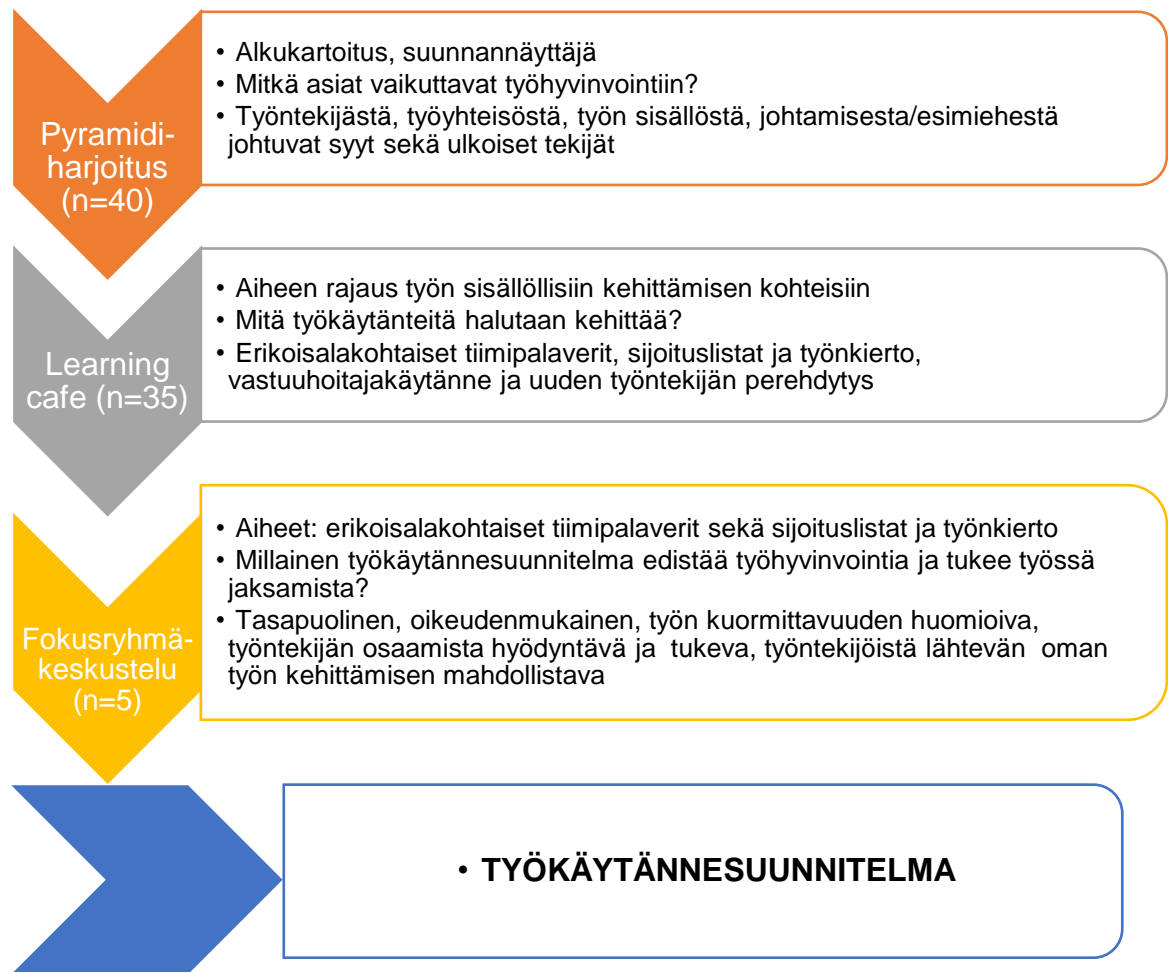 Pyramidi-
harjoitus
(n=40)
• Alkukartoitus, suunnannäyttäjä
• Mitkä asiat vaikuttavat työhyvinvointiin?
• Työntekijästä, työyhteisöstä, työn sisällöstä, johtamisesta/esimiehestä
johtuvat syyt sekä ulkoiset tekijät
Learning
cafe (n=35)
• Aiheen rajaus työn sisällöllisiin kehittämisen kohteisiin
• Mitä työkäytänteitä halutaan kehittää?
• Erikoisalakohtaiset tiimipalaverit, sijoituslistat ja työnkierto,
vastuuhoitajakäytänne ja uuden työntekijän perehdytys
Fokusryhmä-
keskustelu
(n=5)
• Aiheet: erikoisalakohtaiset tiimipalaverit sekä sijoituslistat ja työnkierto
• Millainen työkäytännesuunnitelma edistää työhyvinvointia ja tukee työssä
jaksamista?
• Tasapuolinen, oikeudenmukainen, työn kuormittavuuden huomioiva,
työntekijän osaamista hyödyntävä ja tukeva, työntekijöistä lähtevän oman
työn kehittämisen mahdollistava
• TYÖKÄYTÄNNESUUNNITELMA